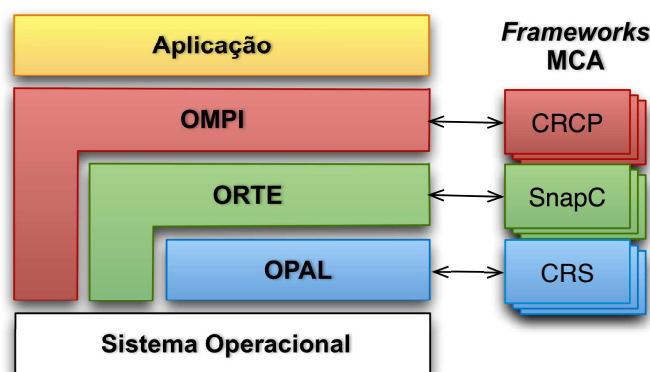 Aplicação
Frameworks
MCA
OMPI
CRCP
ORTE
SnapC
OPAL
CRS
Sistema Operacional